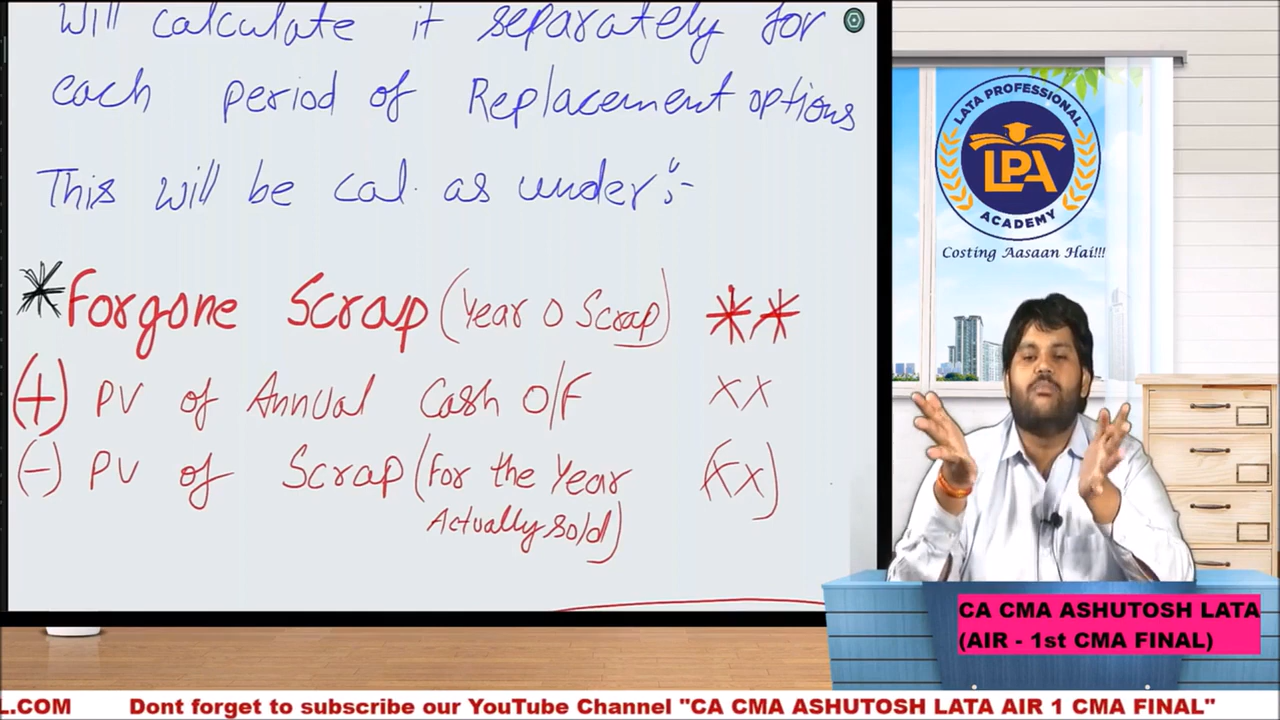 will calculate it separately for
each period of Replacement options
This will be cal. as under:-
*Forgone Scrap (Year 0 Scrap) **
(+) PV of Annual Cash O/F XX
(-) PV of Scrap (for the Year (XX)
Actually sold)
LATA PROFESSIONAL
LPA
ACADEMY
Costing Aasaan Hai!!!
CA CMA ASHUTOSH LATA
(AIR - 1st CMA FINAL)
L.COM Dont forget to subscribe our YouTube Channel "CA CMA ASHUTOSH LATA AIR 1 CMA FINAL"